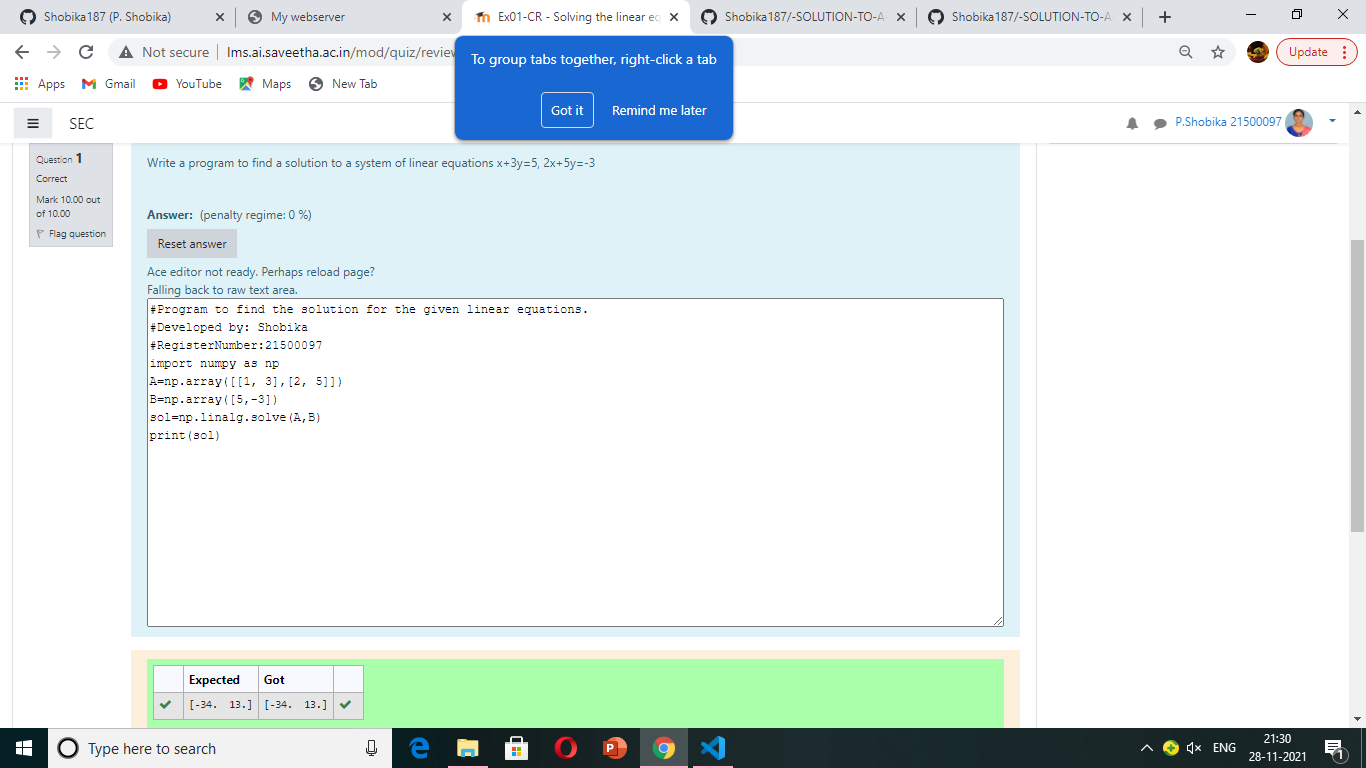 Shobika187 (P. Shobika)
My webserver
Ex01-CR - Solving the linear eq
Shobika187/-SOLUTION-TO-A
Shobika187/-SOLUTION-TO-A
Not secure
lms.ai.saveetha.ac.in/mod/quiz/review
Update
To group tabs together, right-click a tab
Got it
Remind me later
Apps
Gmail
YouTube
Maps
New Tab
SEC
P.Shobika 21500097
Question 1
Correct
Mark 10.00 out
of 10.00
Flag question
Write a program to find a solution to a system of linear equations x+3y=5, 2x+5y=-3
Answer: (penalty regime: 0 %)
Reset answer
Ace editor not ready. Perhaps reload page?
Falling back to raw text area.
#Program to find the solution for the given linear equations.
#Developed by: Shobika
#RegisterNumber:21500097
import numpy as np
A=np.array([[1, 3],[2, 5]])
B=np.array([5,-3])
sol=np.linalg.solve(A,B)
print(sol)
Expected Got
[-34. 13.] [-34. 13.]
Type here to search
ENG
21:30
28-11-2021
1